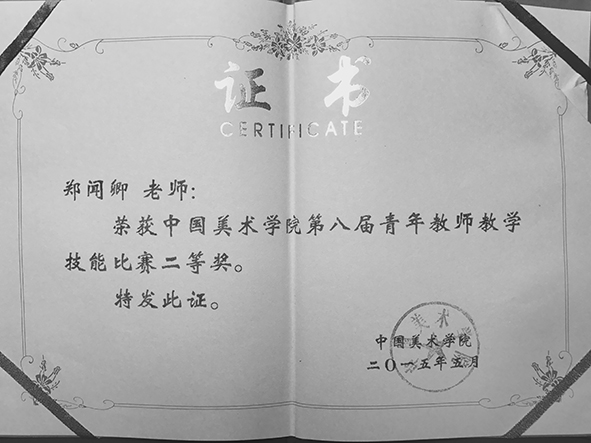 证书
CERTIFICATE
郑闻卿 老师:
荣获中国美术学院第八届青年教师教学
技能比赛二等奖。
特发此证。
美术
中国美术学院
二〇一五年五月